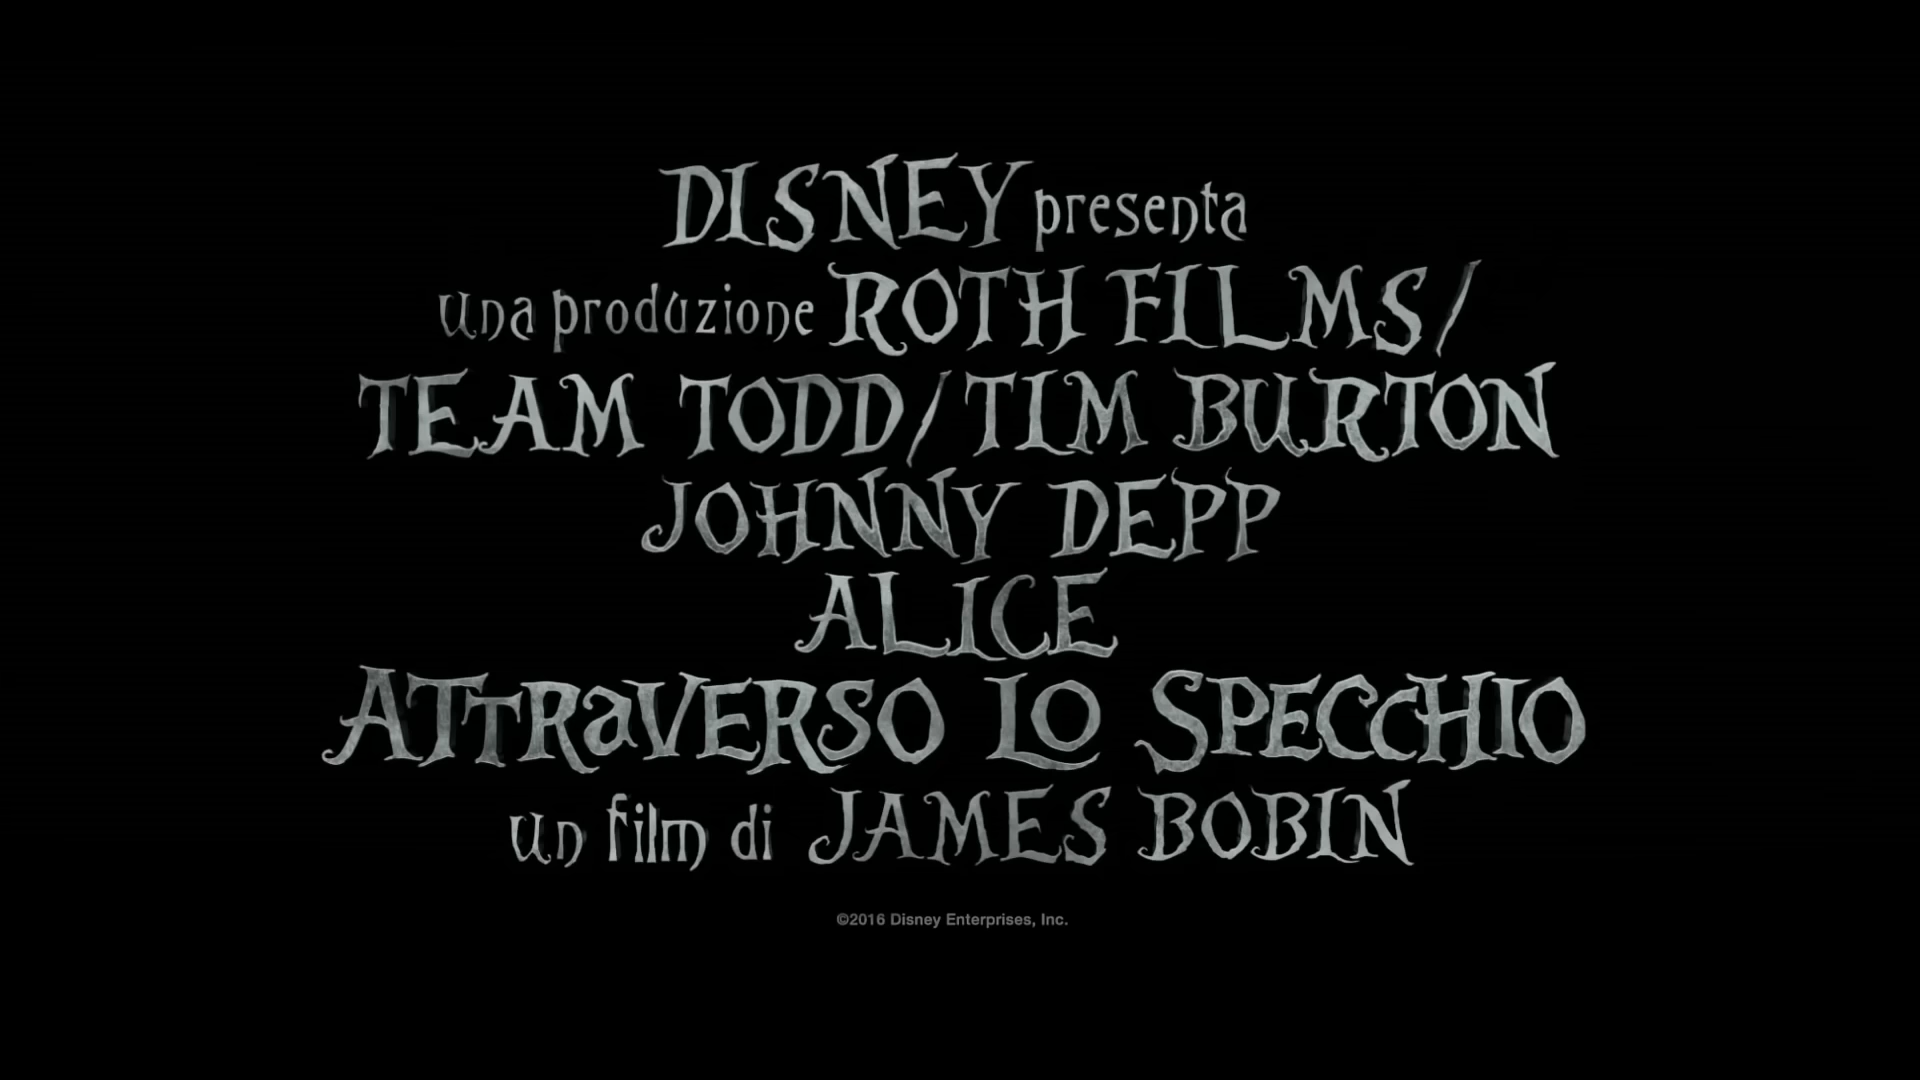 DISNEY presenta
una produzione ROTH FILMS/
TEAM TODD/TIM BURTON
JOHNNY DEPP
ALICE
ATTRAVERSO LO SPECCHIO
un film di JAMES BOBIN
©2016 Disney Enterprises, Inc.